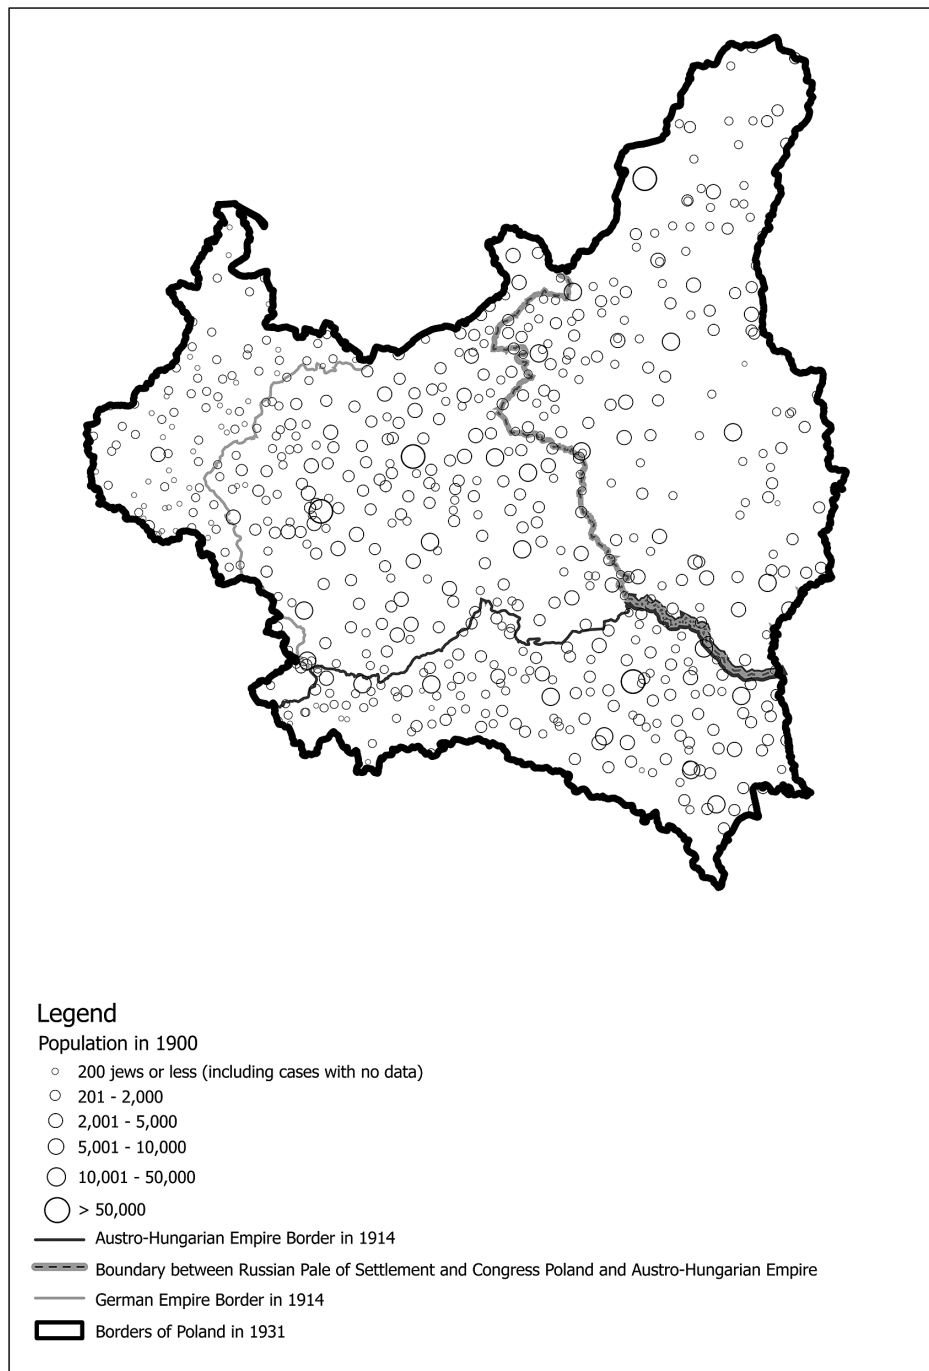 Legend
Population in 1900
200 jews or less (including cases with no data)
201 - 2,000
2,001 - 5,000
5,001 - 10,000
10,001 - 50,000
> 50,000
Austro-Hungarian Empire Border in 1914
Boundary between Russian Pale of Settlement and Congress Poland and Austro-Hungarian Empire
German Empire Border in 1914
Borders of Poland in 1931